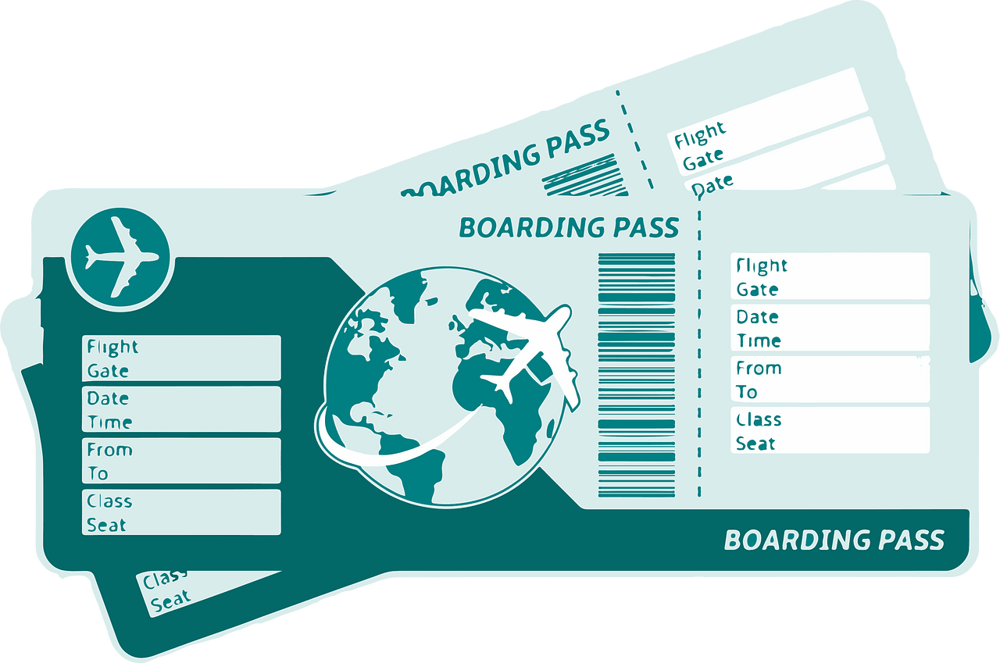 BOARDING PASS
Flight
Gate
Date
BOARDING PASS
Flight
Gate
Date
Time
From
To
Class
Seat
Flight
Gate
Date
Time
From
To
Class
Seat
BOARDING PASS
Class
Seat